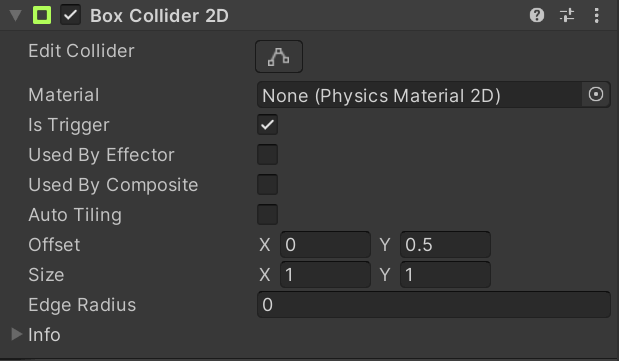 Box Collider 2D
Edit Collider
Material None (Physics Material 2D)
Is Trigger
Used By Effector
Used By Composite
Auto Tiling
Offset X 0 Y 0.5
Size X 1 Y 1
Edge Radius 0
Info